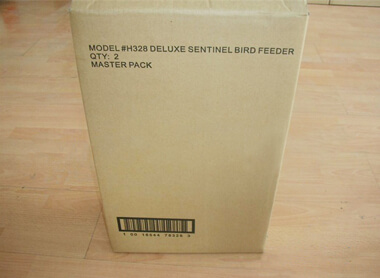 MODEL #H328 DELUXE SENTINEL BIRD FEEDER
QTY: 2
MASTER PACK